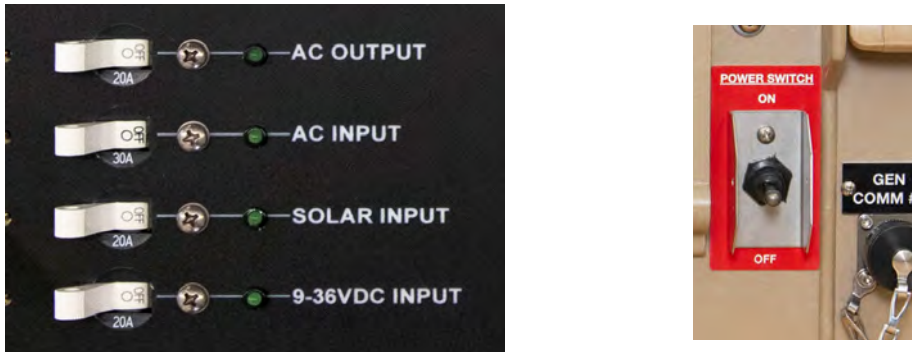 OFF
20A
AC OUTPUT
OFF
30A
AC INPUT
OFF
20A
SOLAR INPUT
OFF
20A
9-36VDC INPUT
POWER SWITCH
ON
OFF
GEN
COMM #